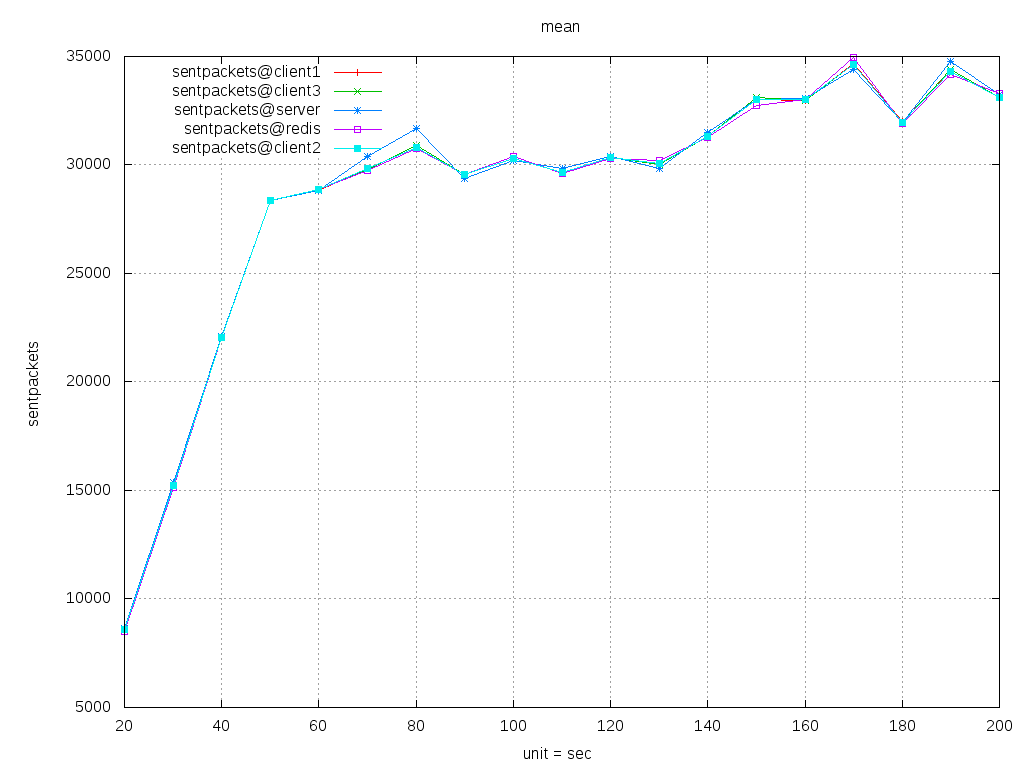 mean
35000
30000
25000
20000
15000
10000
5000
sentpackets
sentpackets@client1
sentpackets@client3
sentpackets@server
sentpackets@redis
sentpackets@client2
20 40 60 80 100 120 140 160 180 200
unit = sec